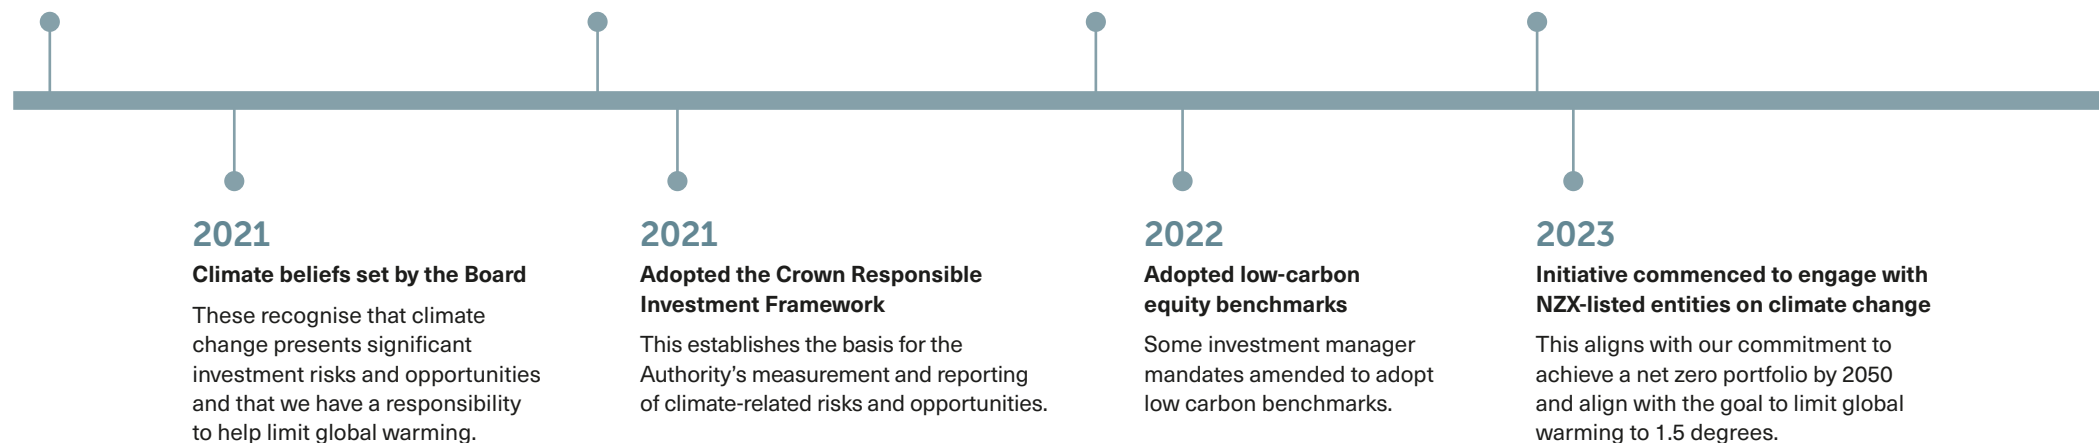 2021
Climate beliefs set by the Board
These recognise that climate
change presents significant
investment risks and opportunities
and that we have a responsibility
to help limit global warming.
2021
Adopted the Crown Responsible
Investment Framework
This establishes the basis for the
Authority’s measurement and reporting
of climate-related risks and opportunities.
2022
Adopted low-carbon
equity benchmarks
Some investment manager
mandates amended to adopt
low carbon benchmarks.
2023
Initiative commenced to engage with
NZX-listed entities on climate change
This aligns with our commitment to
achieve a net zero portfolio by 2050
and align with the goal to limit global
warming to 1.5 degrees.